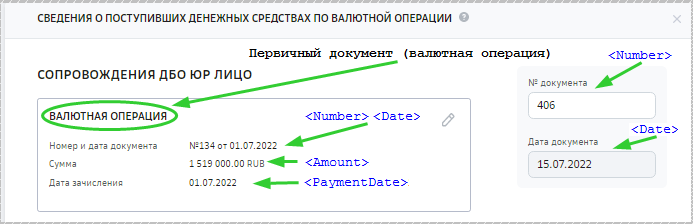 СВЕДЕНИЯ О ПОСТУПИВШИХ ДЕНЕЖНЫХ СРЕДСТВАХ ПО ВАЛЮТНОЙ ОПЕРАЦИИ ?
Первичный документ (валютная операция)
<Number>
СОПРОВОЖДЕНИЯ ДБО ЮР ЛИЦО
№ документа
406
ВАЛЮТНАЯ ОПЕРАЦИЯ
<Number> <Date>
<Date>
Номер и дата документа №134 от 01.07.2022
Дата документа
Сумма 1 519 000.00 RUB <Amount>
15.07.2022
Дата зачисления 01.07.2022 <PaymentDate>